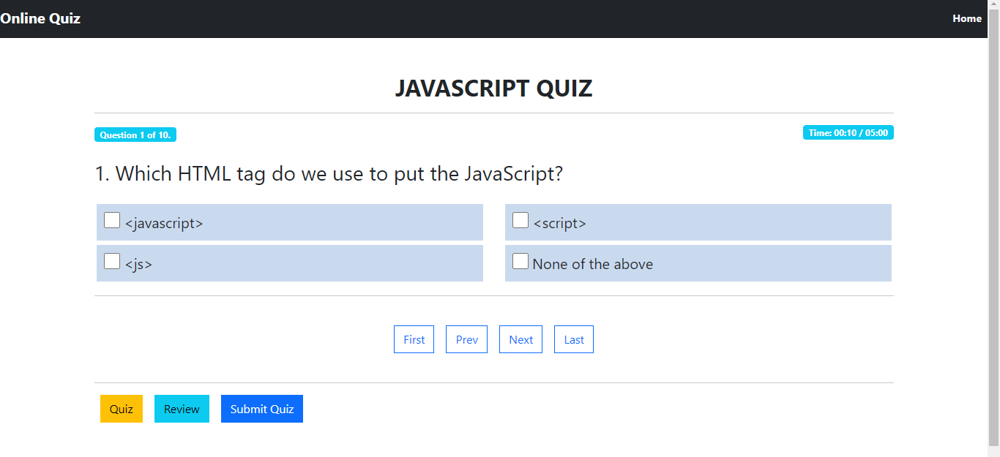 Online Quiz
Home
JAVASCRIPT QUIZ
Question 1 of 10.
Time: 00:10 / 05:00
1. Which HTML tag do we use to put the JavaScript?
<javascript>
<script>
<js>
None of the above
First
Prev
Next
Last
Quiz
Review
Submit Quiz